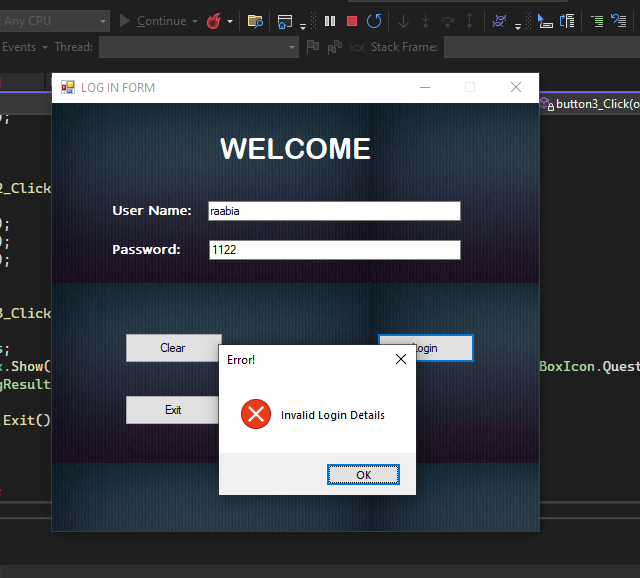 Any CPU
Continue
Events
Thread:
Stack Frame:
LOG IN FORM
button3_Click(o
);
WELCOME
2_Click
User Name:
raabia
);
);
Password:
1122
);
3_Click
s;
Clear
Login
x.Show(
Error!
BoxIcon.Quest
gResult
Exit
Invalid Login Details
.Exit()
OK